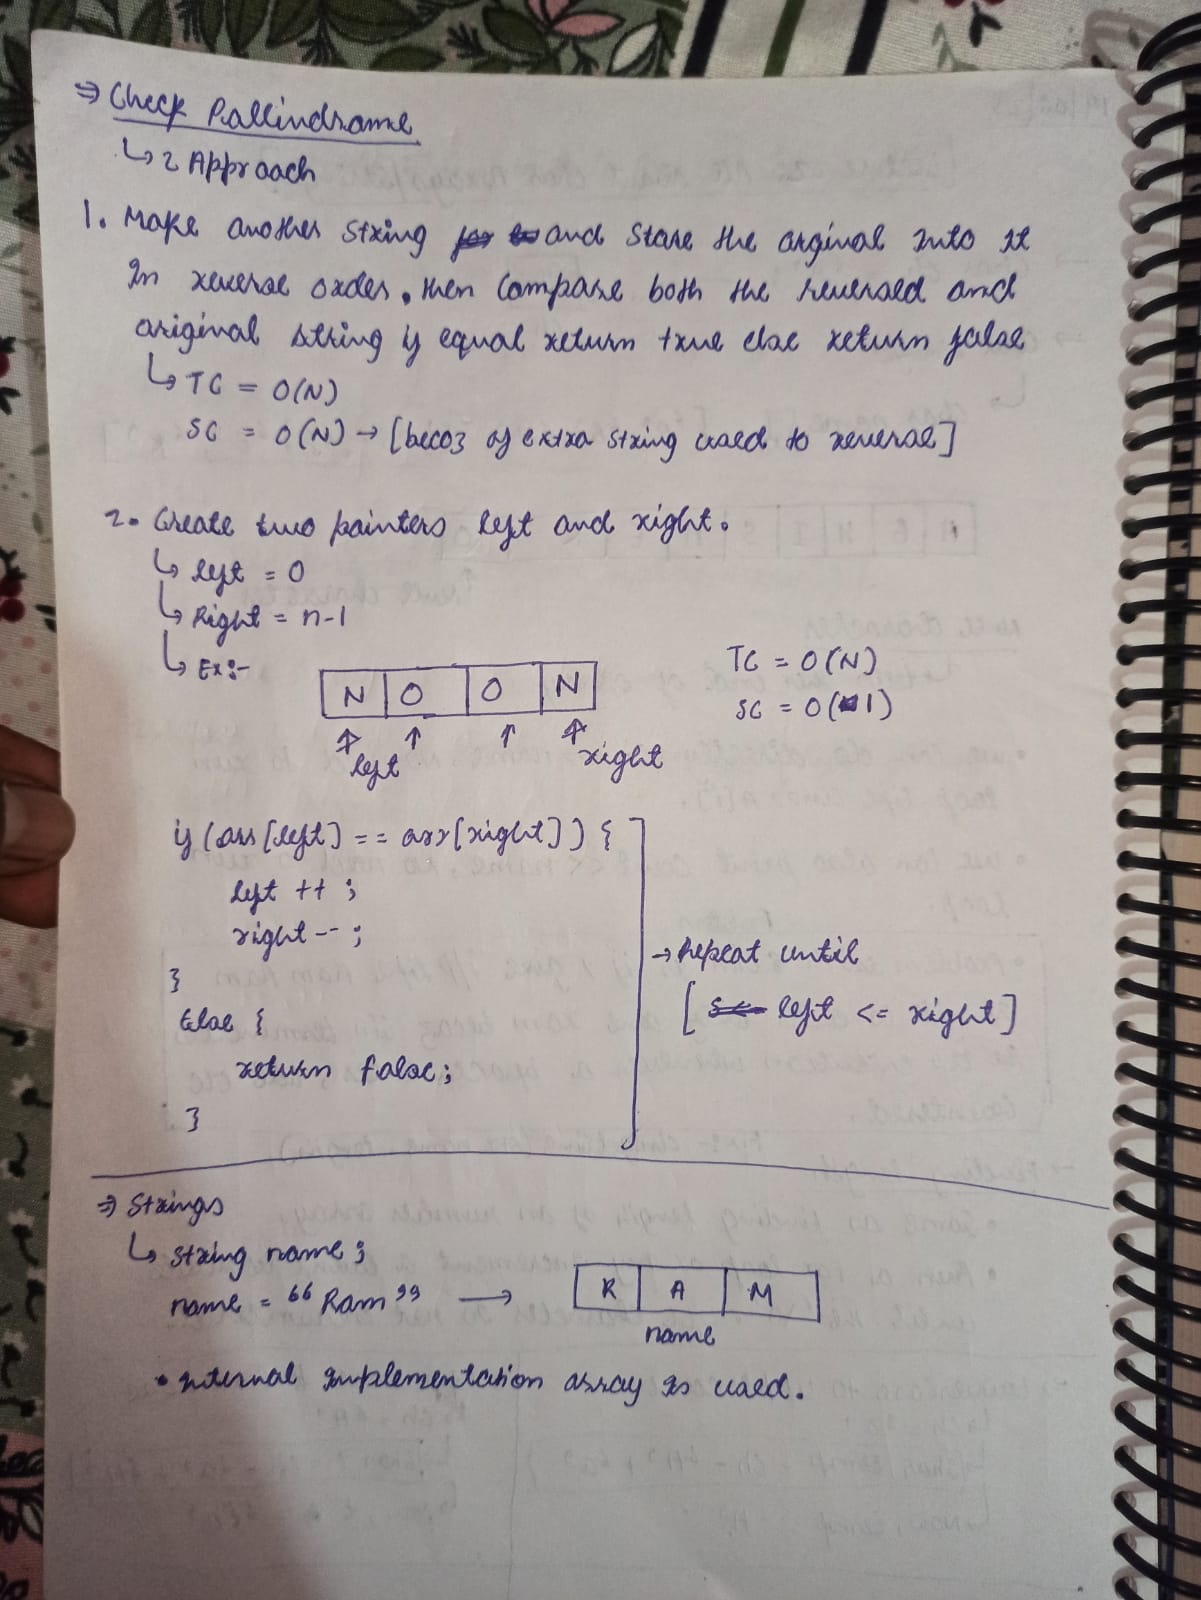 ⇒ Check Pallindrome
↳ 2 Approach
1. Make another string and store the orginal into it
In reverse order, then compare both the reversed and
original string if equal return true else return false
↳ TC = O(N)
SC = O(N) → [becoz of extra string used to reverse]
2. Create two pointers left and right.
↳ left = 0
↳ Right = n-1
↳ Ex:-
N O O N
left right
TC = O(N)
SC = O(1)
if (arr[left] == arr[right]) {
left ++ ;
right -- ;
}
Else {
return false;
}
→ Repeat until
[ left <= right ]
⇒ Strings
↳ string name ;
name = "Ram" →
R A M
name
• internal implementation array is used.